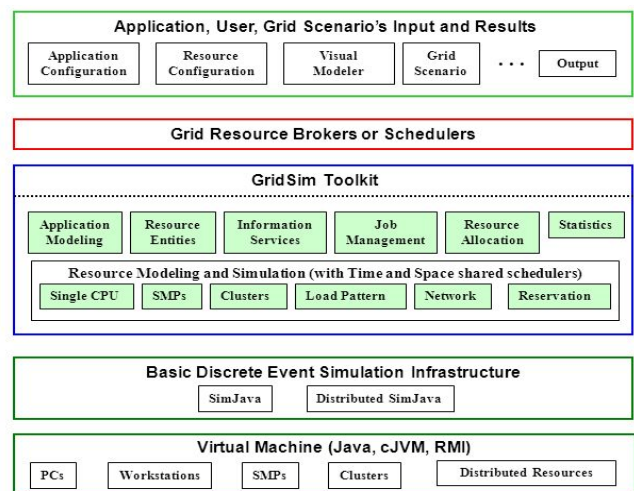 Application, User, Grid Scenario's Input and Results
Application
Configuration
Resource
Configuration
Visual
Modeler
Grid
Scenario
. . .
Output
Grid Resource Brokers or Schedulers
GridSim Toolkit
Application
Modeling
Resource
Entities
Information
Services
Job
Management
Resource
Allocation
Statistics
Resource Modeling and Simulation (with Time and Space shared schedulers)
Single CPU
SMPs
Clusters
Load Pattern
Network
Reservation
Basic Discrete Event Simulation Infrastructure
SimJava
Distributed SimJava
Virtual Machine (Java, cJVM, RMI)
PCs
Workstations
SMPs
Clusters
Distributed Resources